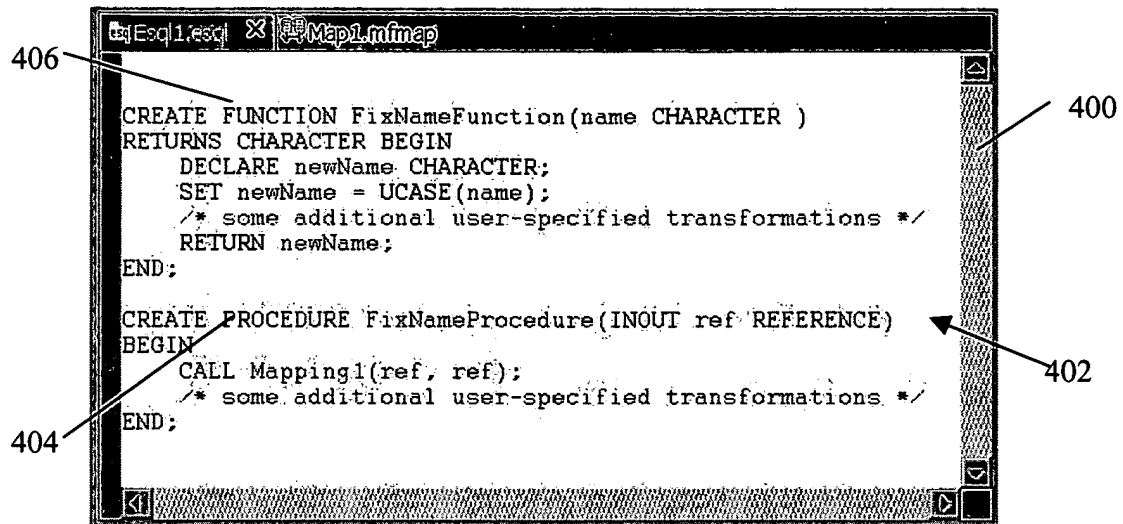 Esql1.esql X Map1.mfmap
406
400
CREATE FUNCTION FixNameFunction(name CHARACTER )
RETURNS CHARACTER BEGIN
DECLARE newName CHARACTER;
SET newName = UCASE(name);
/* some additional user-specified transformations */
RETURN newName;
END;
CREATE PROCEDURE FixNameProcedure(INOUT ref REFERENCE)
BEGIN
CALL Mapping1(ref, ref);
402
/* some additional user-specified transformations */
END;
404